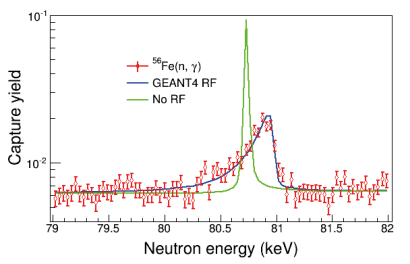 10⁻¹
⁵⁶Fe(n, γ)
GEANT4 RF
No RF
Capture yield
10⁻²
79 79.5 80 80.5 81 81.5 82
Neutron energy (keV)